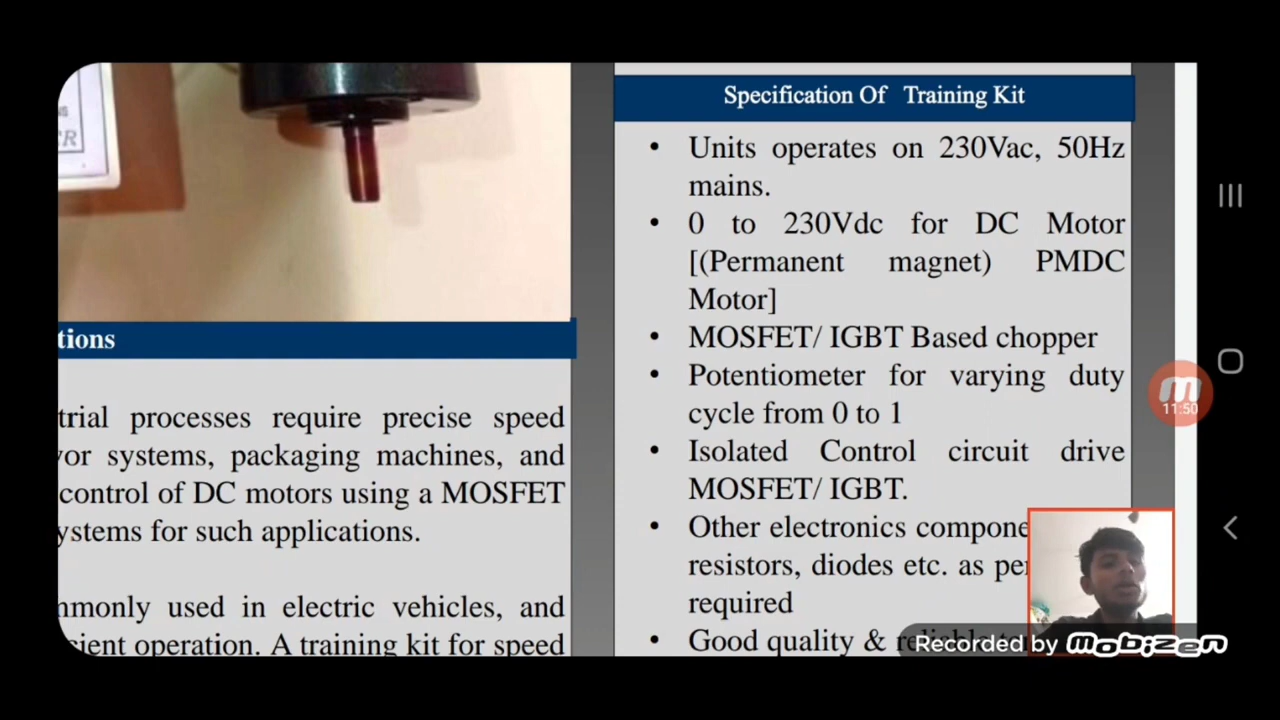 ER
tions
trial processes require precise speed
yor systems, packaging machines, and
control of DC motors using a MOSFET
ystems for such applications.
mmonly used in electric vehicles, and
cient operation. A training kit for speed
Specification Of Training Kit
• Units operates on 230Vac, 50Hz
mains.
• 0 to 230Vdc for DC Motor
[(Permanent magnet) PMDC
Motor]
• MOSFET/ IGBT Based chopper
• Potentiometer for varying duty
cycle from 0 to 1
• Isolated Control circuit drive
MOSFET/ IGBT.
• Other electronics compone
resistors, diodes etc. as per
required
• Good quality &
11:50
Recorded by mobizen